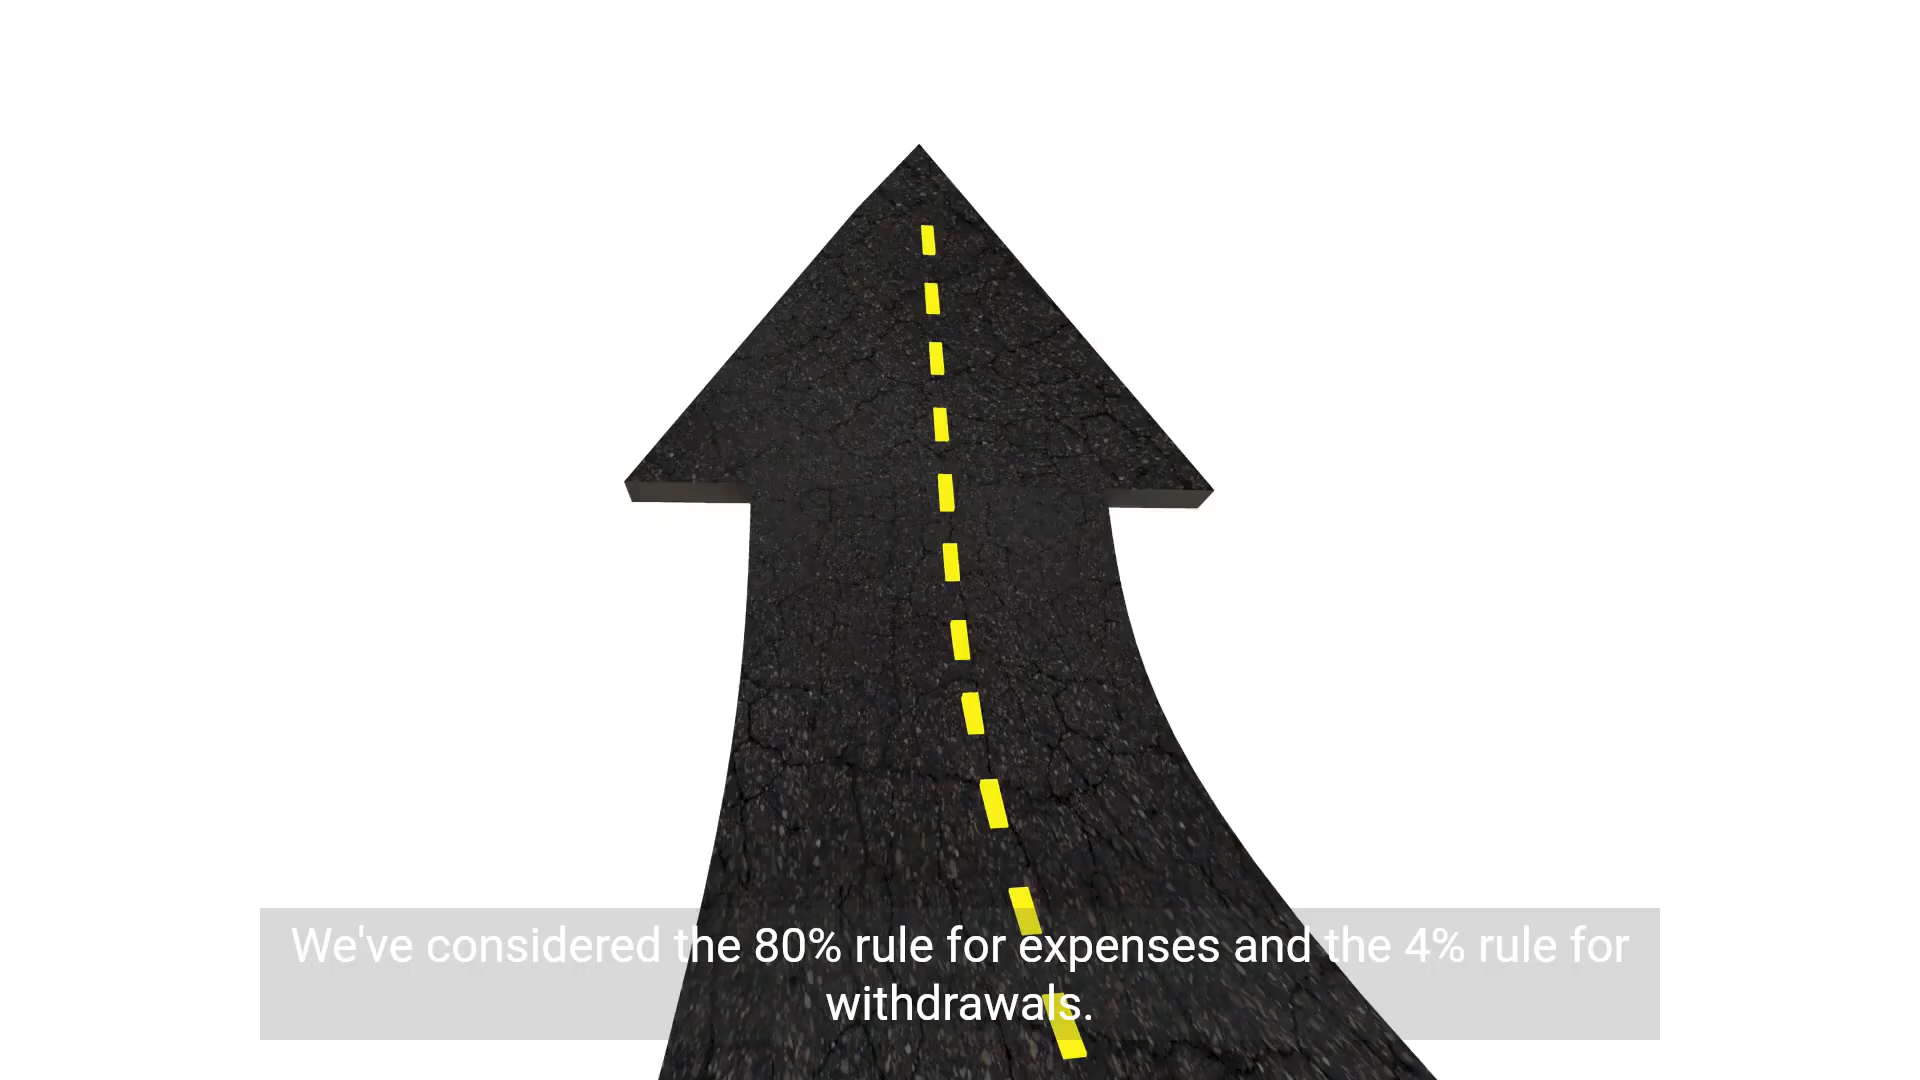 We've considered the 80% rule for expenses and the 4% rule for
withdrawals.